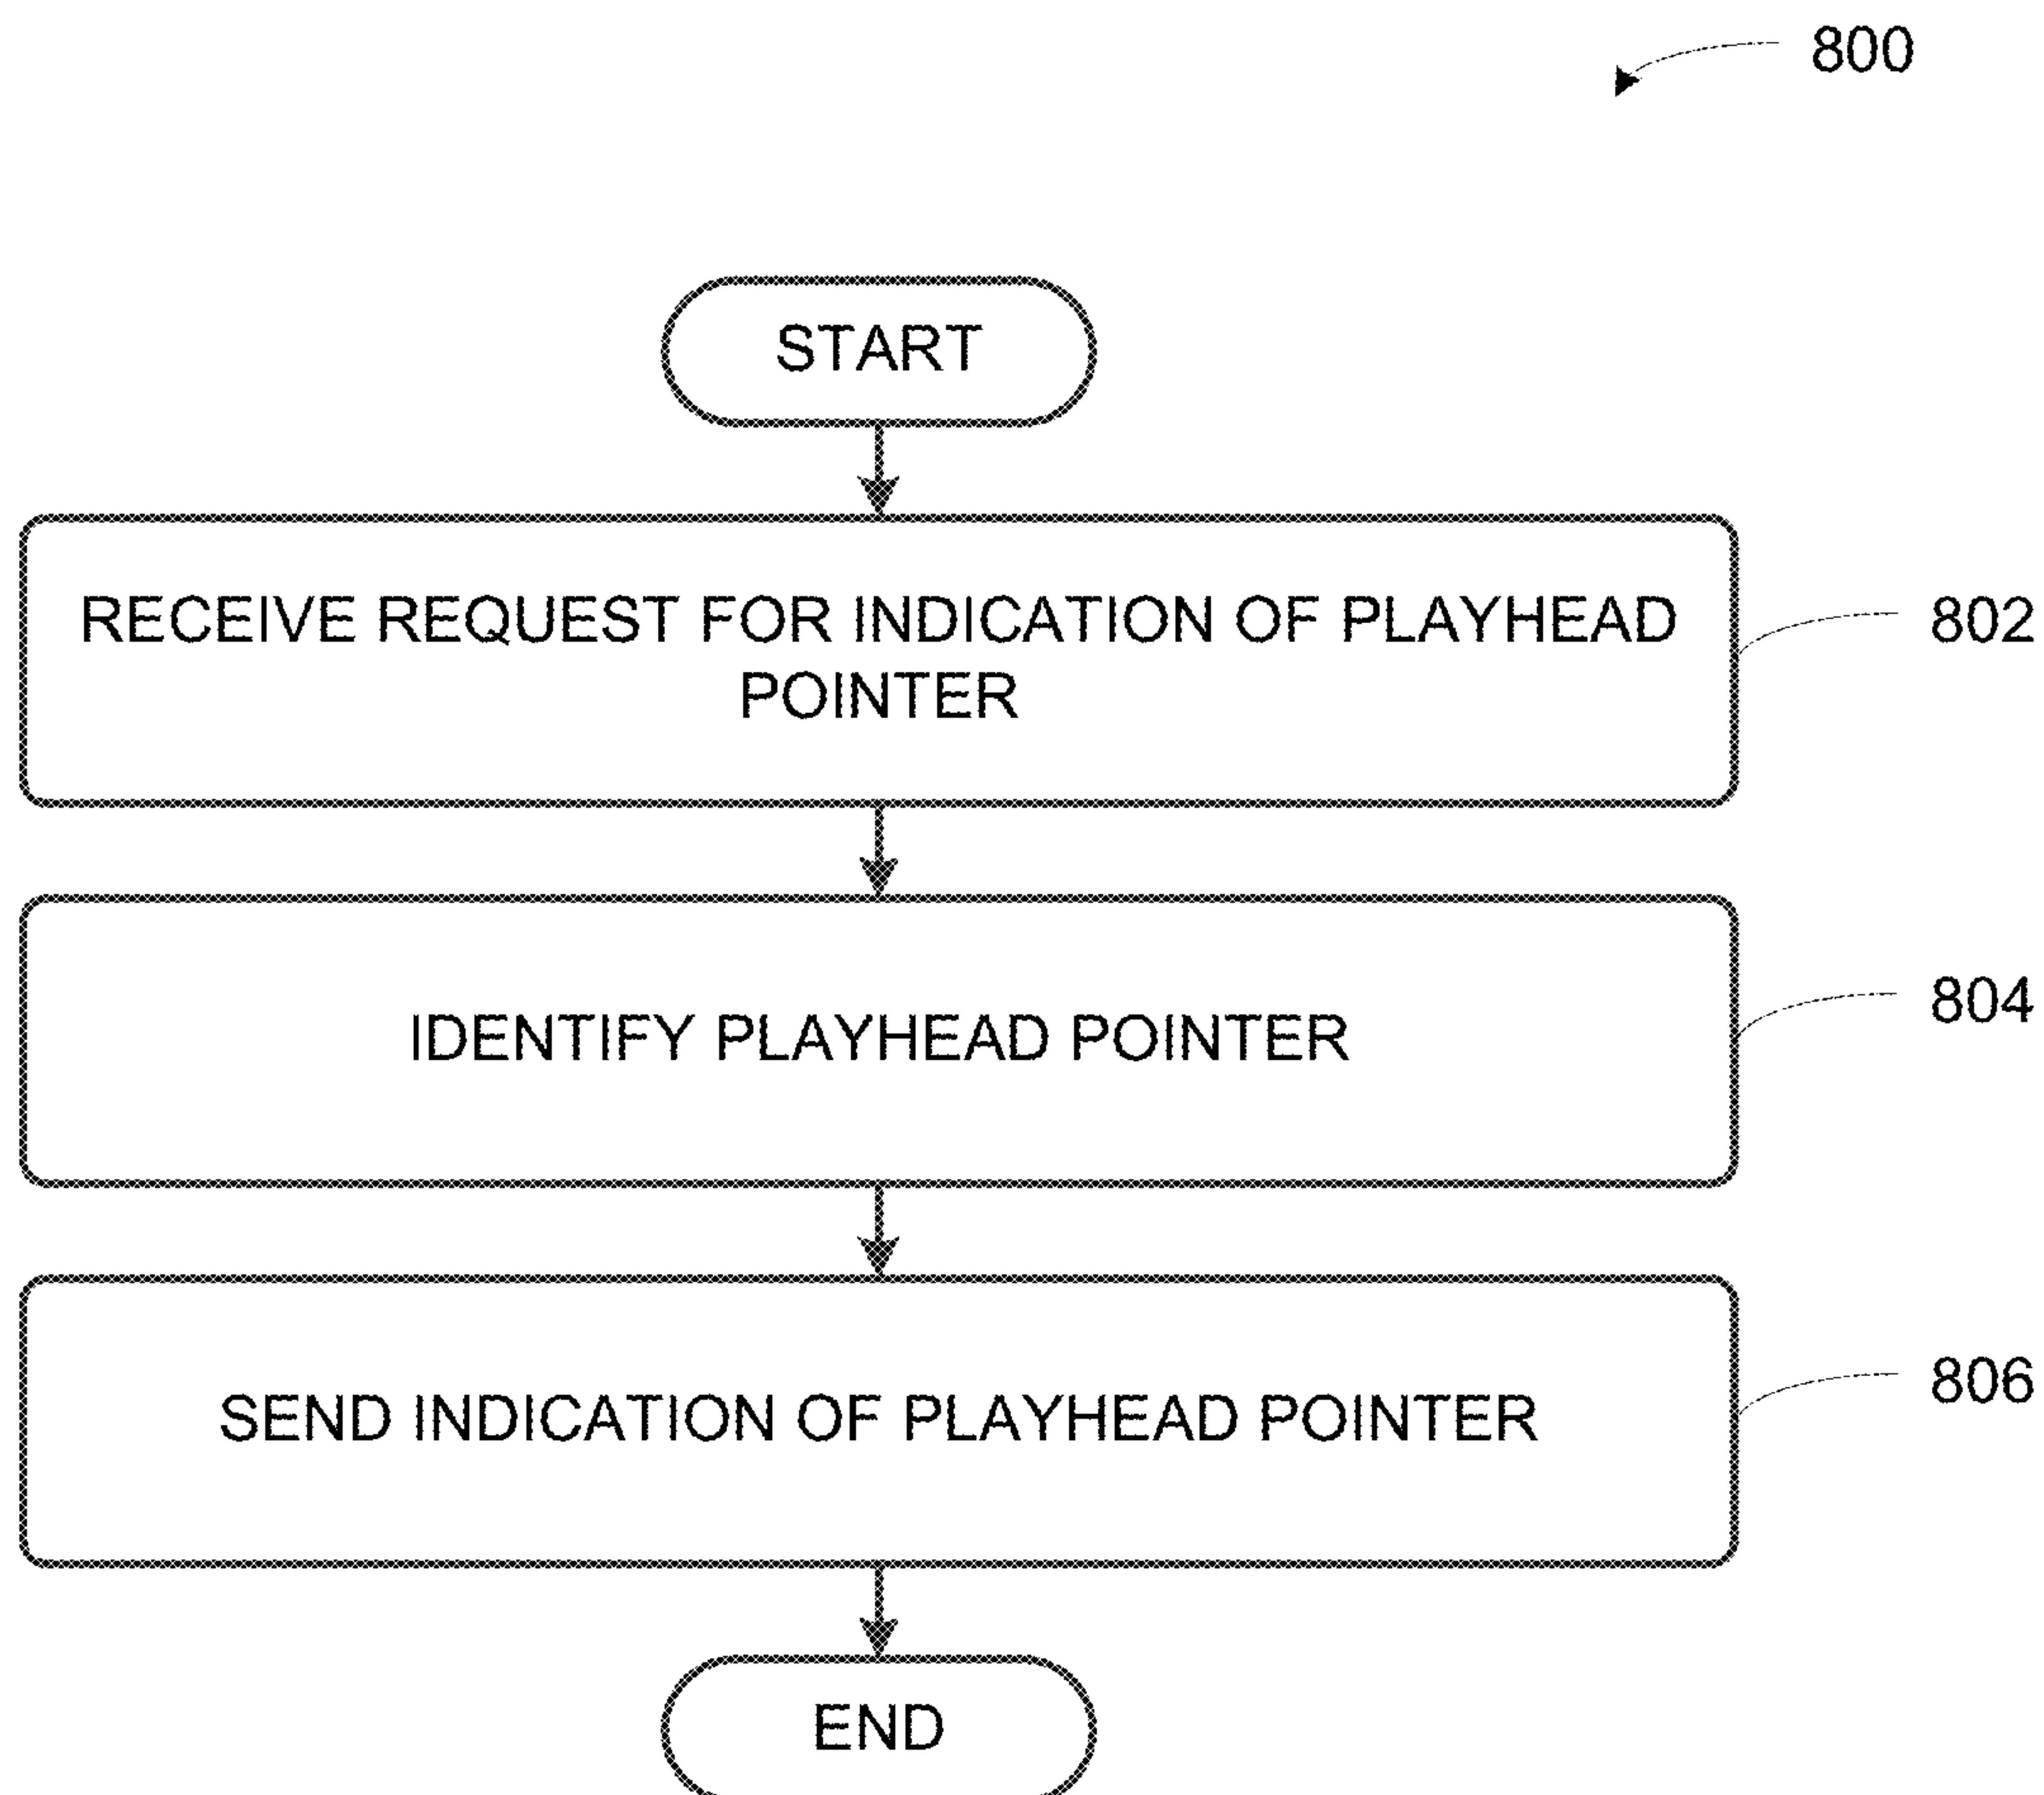 800
START
RECEIVE REQUEST FOR INDICATION OF PLAYHEAD
POINTER
802
IDENTIFY PLAYHEAD POINTER
804
SEND INDICATION OF PLAYHEAD POINTER
806
END